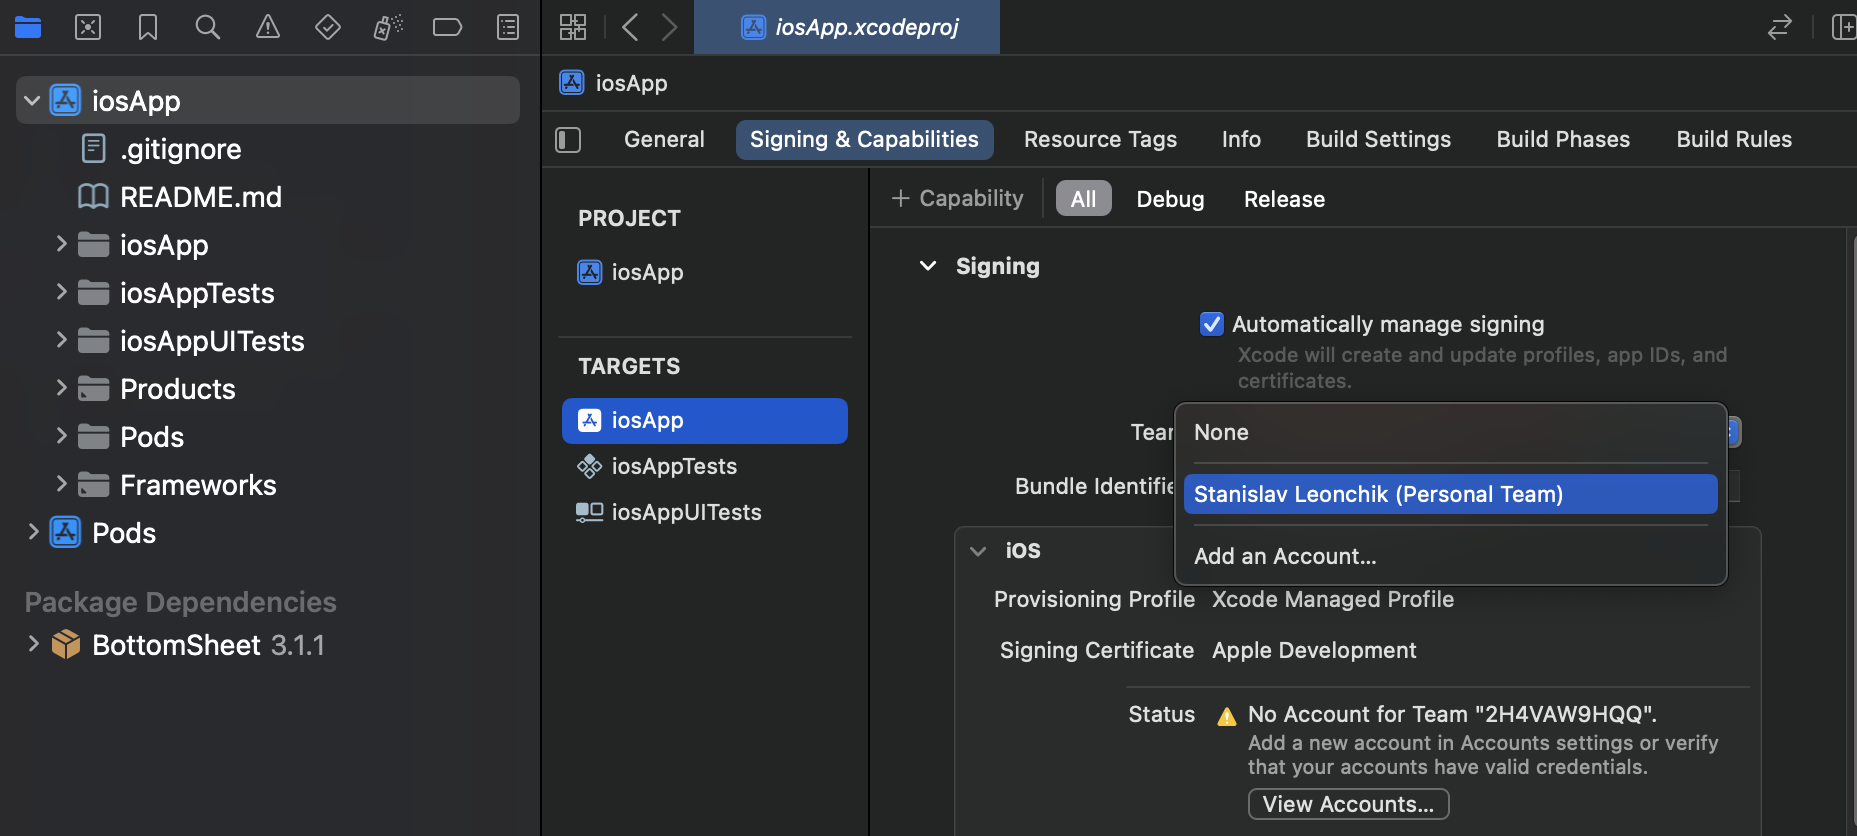 iosApp.xcodeproj
iosApp
.gitignore
README.md
iosApp
iosAppTests
iosAppUITests
Products
Pods
Frameworks
Pods
Package Dependencies
BottomSheet 3.1.1
iosApp
General
Signing & Capabilities
Resource Tags
Info
Build Settings
Build Phases
Build Rules
PROJECT
iosApp
TARGETS
iosApp
iosAppTests
iosAppUITests
+ Capability
All
Debug
Release
Signing
Automatically manage signing
Xcode will create and update profiles, app IDs, and
certificates.
Tear
None
Bundle Identifie
Stanislav Leonchik (Personal Team)
Add an Account...
iOS
Provisioning Profile Xcode Managed Profile
Signing Certificate Apple Development
Status No Account for Team "2H4VAW9HQQ".
Add a new account in Accounts settings or verify
that your accounts have valid credentials.
View Accounts...